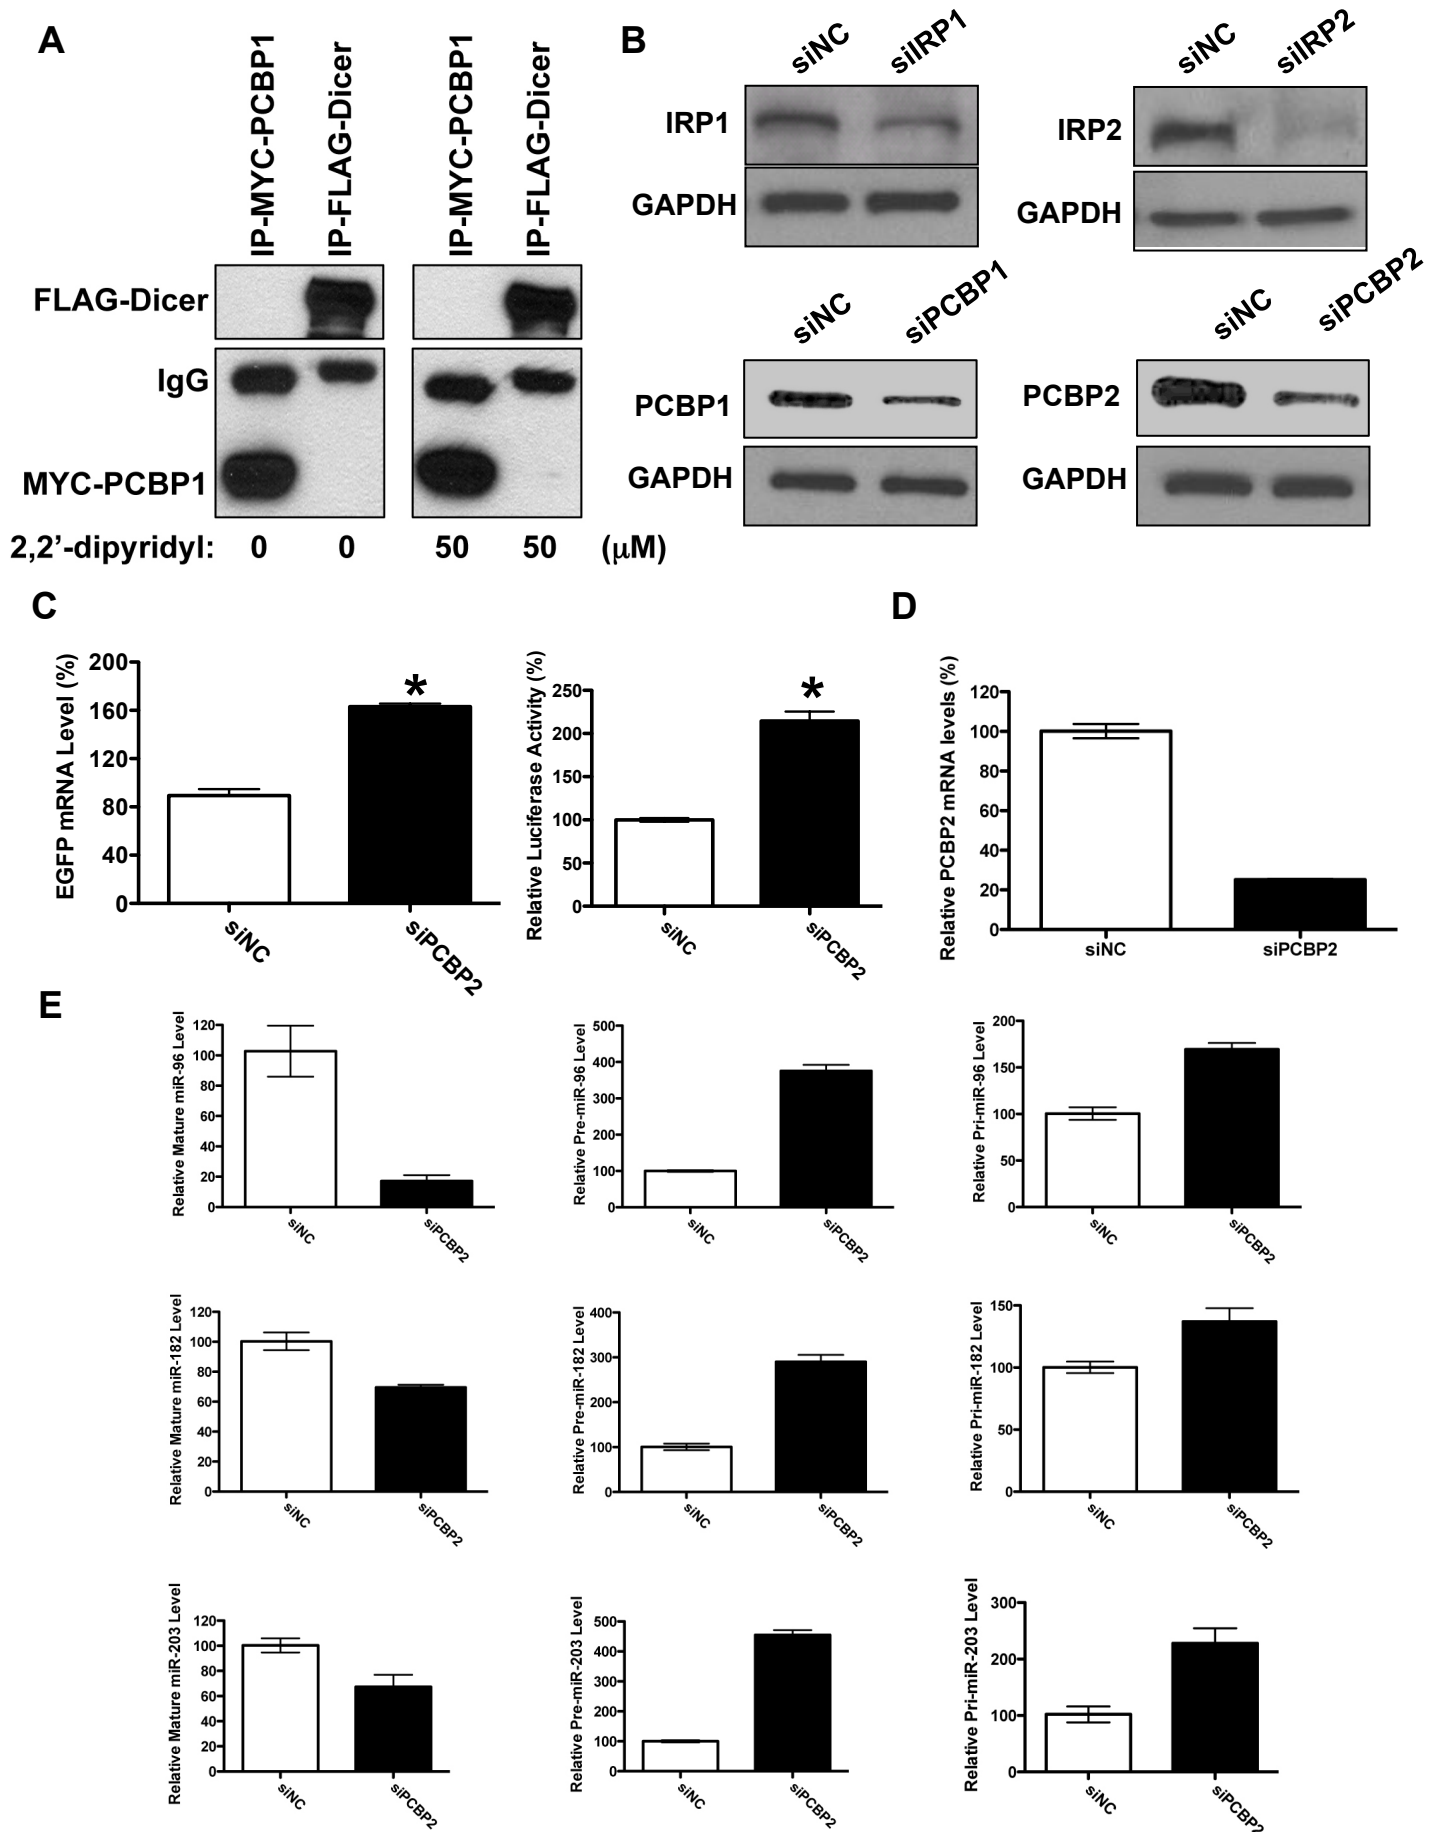 A
IP-MYC-PCBP1
IP-FLAG-Dicer
IP-MYC-PCBP1
IP-FLAG-Dicer
FLAG-Dicer
IgG
MYC-PCBP1
2,2’-dipyridyl: 0 0 50 50 (μM)
B
siNC siIRP1
IRP1
GAPDH
siNC siIRP2
IRP2
GAPDH
siNC siPCBP1
PCBP1
GAPDH
siNC siPCBP2
PCBP2
GAPDH
C
EGFP mRNA Level (%)
200
160
120
80
40
0
*
siNC siPCBP2
Relative Luciferase Activity (%)
250
200
150
100
50
0
*
siNC siPCBP2
D
Relative PCBP2 mRNA levels (%)
120
100
80
60
40
20
0
siNC siPCBP2
E
Relative Mature miR-96 Level
120
100
80
60
40
20
0
siNC siPCBP2
Relative Pre-miR-96 Level
500
400
300
200
100
0
siNC siPCBP2
Relative Pri-miR-96 Level
200
150
100
50
0
siNC siPCBP2
Relative Mature miR-182 Level
120
100
80
60
40
20
0
siNC siPCBP2
Relative Pre-miR-182 Level
400
300
200
100
0
siNC siPCBP2
Relative Pri-miR-182 Level
150
100
50
0
siNC siPCBP2
Relative Mature miR-203 Level
120
100
80
60
40
20
0
siNC siPCBP2
Relative Pre-miR-203 Level
500
400
300
200
100
0
siNC siPCBP2
Relative Pri-miR-203 Level
300
200
100
0
siNC siPCBP2